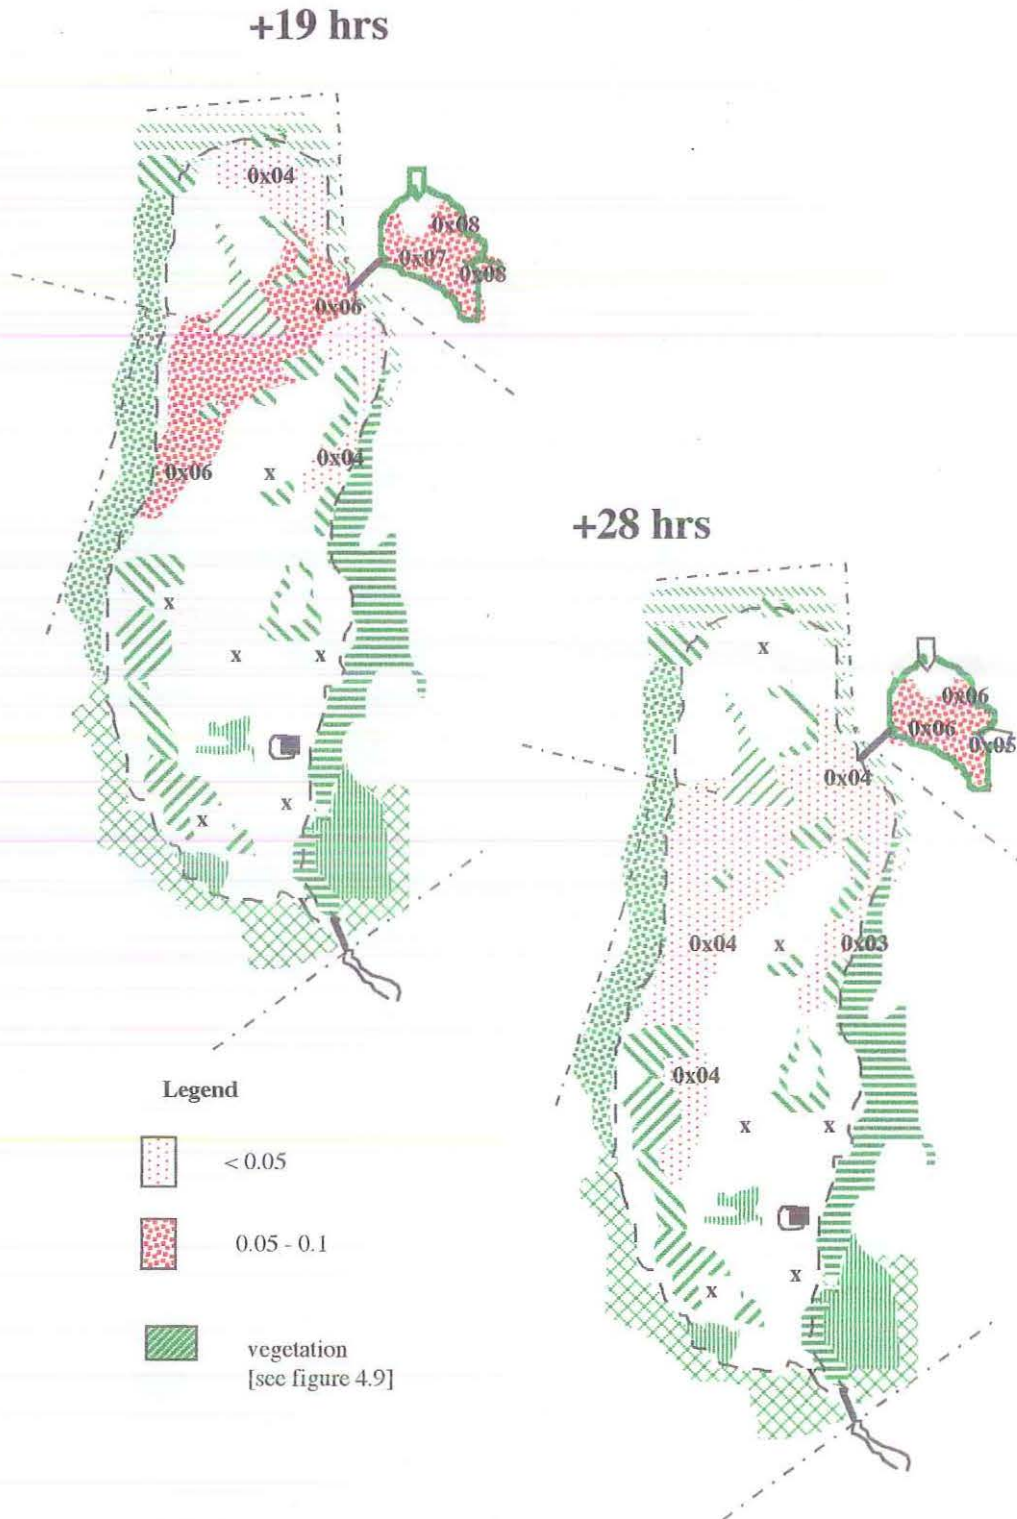 +19 hrs
0x04
0x08
0x07
0x08
0x06
0x06
x
0x04
x
x
x
x
x
x
+28 hrs
x
0x06
0x06
0x05
0x04
0x04
x
0x03
0x04
x
x
x
x
x
Legend
< 0.05
0.05 - 0.1
vegetation
[see figure 4.9]